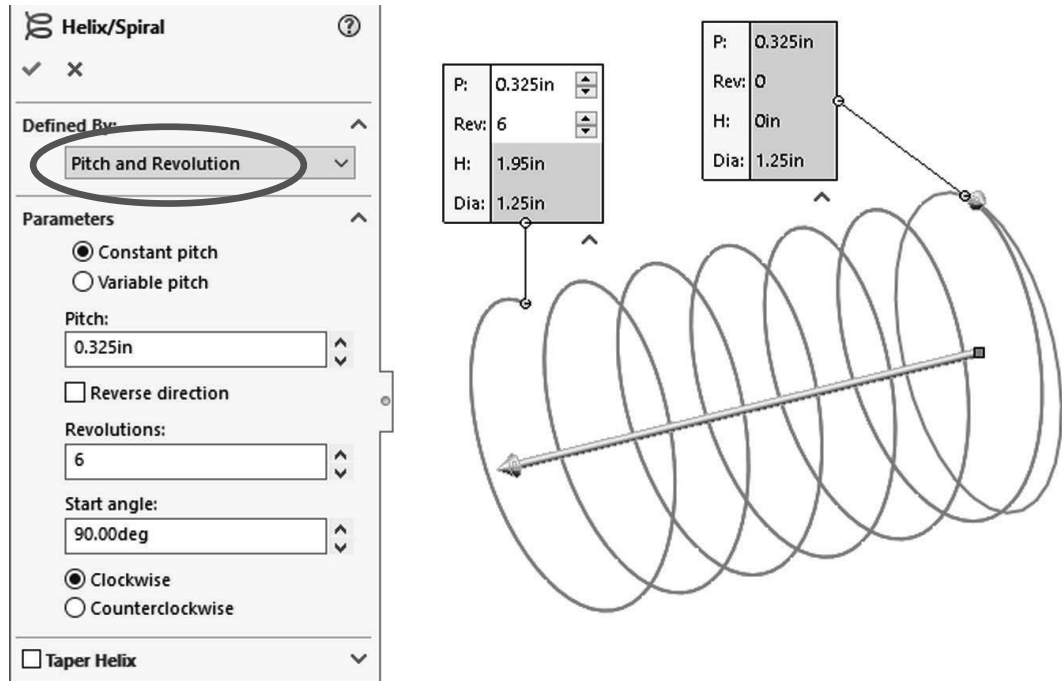 Helix/Spiral
Defined By:
Pitch and Revolution
Parameters
Constant pitch
Variable pitch
Pitch:
0.325in
Reverse direction
Revolutions:
6
Start angle:
90.00deg
Clockwise
Counterclockwise
Taper Helix
P: 0.325in
Rev: 6
H: 1.95in
Dia: 1.25in
P: 0.325in
Rev: 0
H: 0in
Dia: 1.25in